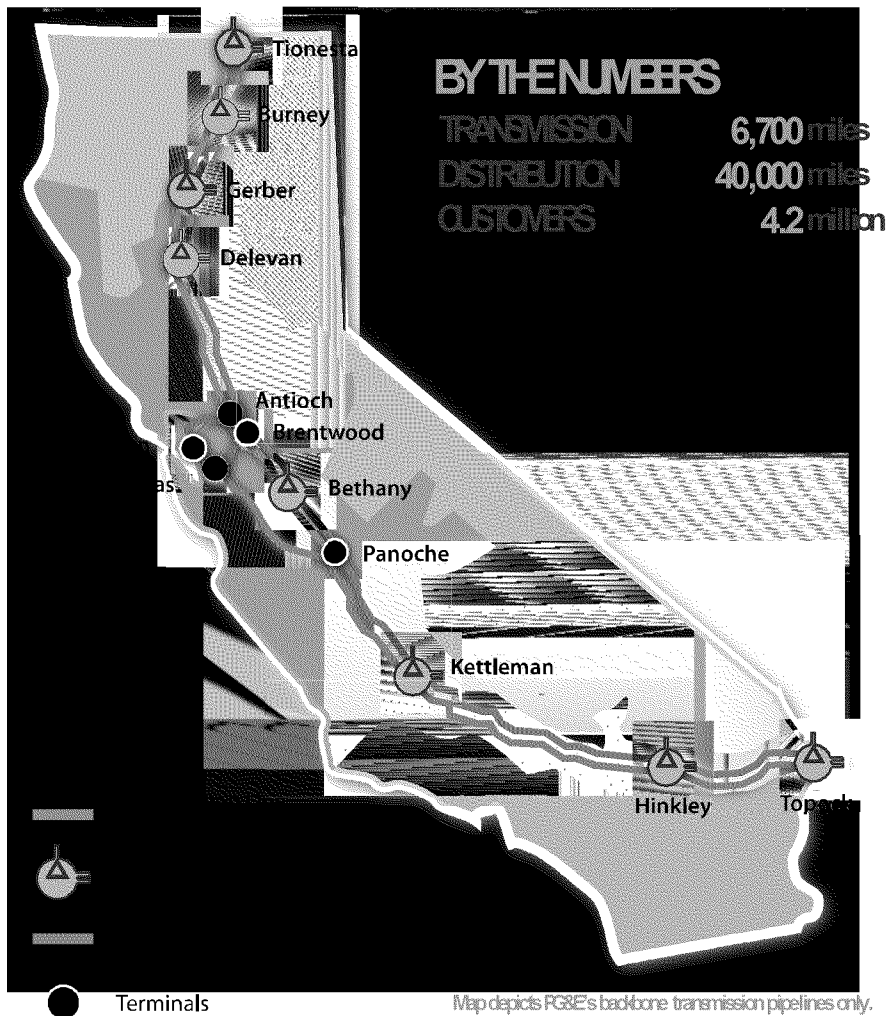 Tionesta
BY THE NUMBERS
Burney
TRANSMISSION 6,700 miles
DISTRIBUTION 40,000 miles
Gerber
CUSTOMERS 4.2 million
Delevan
Antioch
Brentwood
Bethany
Panoche
Kettleman
Hinkley
Terminals
Map depicts PG&E's backbone transmission pipelines only.